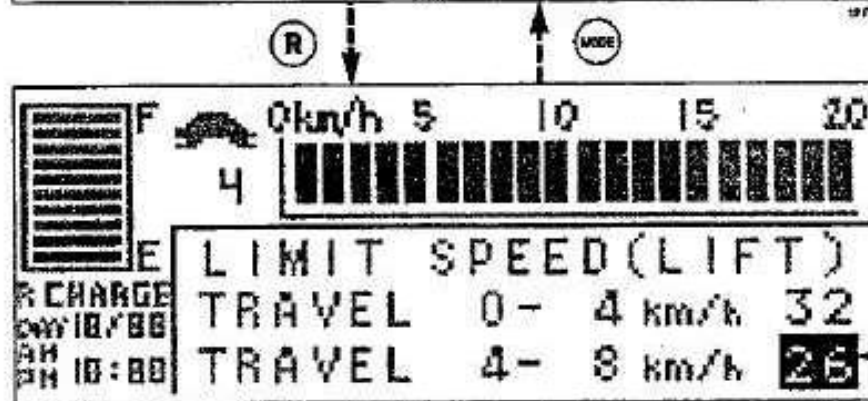 R MODE
F 0km/h 5 10 15 20
4
E
LIMIT SPEED(LIFT)
TRAVEL 0- 4 km/h 32
TRAVEL 4- 8 km/h 26
CHARGE
DAY 18/88
AM
PM 18:88